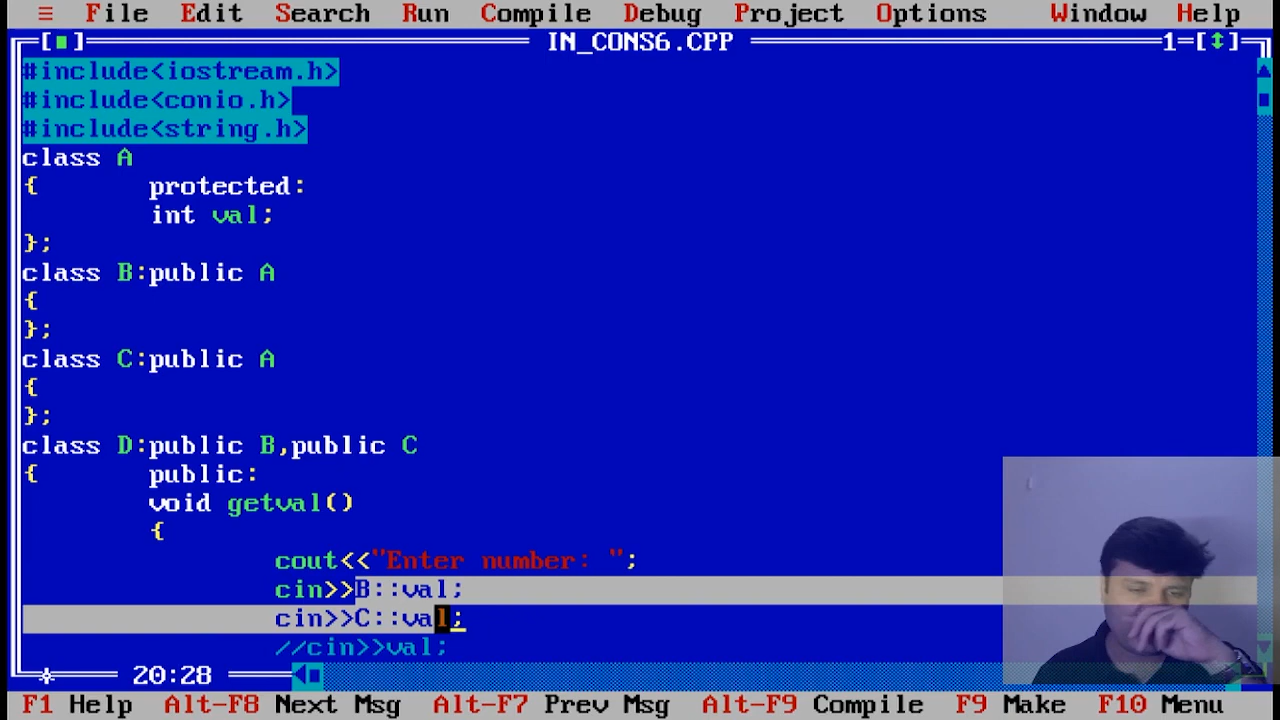 ≡ File Edit Search Run Compile Debug Project Options Window Help
[■] IN_CONS6.CPP 1=[↕]
#include<iostream.h>
#include<conio.h>
#include<string.h>
class A
{ protected:
int val;
};
class B:public A
{
};
class C:public A
{
};
class D:public B,public C
{ public:
void getval()
{
cout<<"Enter number: ";
cin>>B::val;
cin>>C::val;
//cin>>val;
20:28
F1 Help Alt-F8 Next Msg Alt-F7 Prev Msg Alt-F9 Compile F9 Make F10 Menu